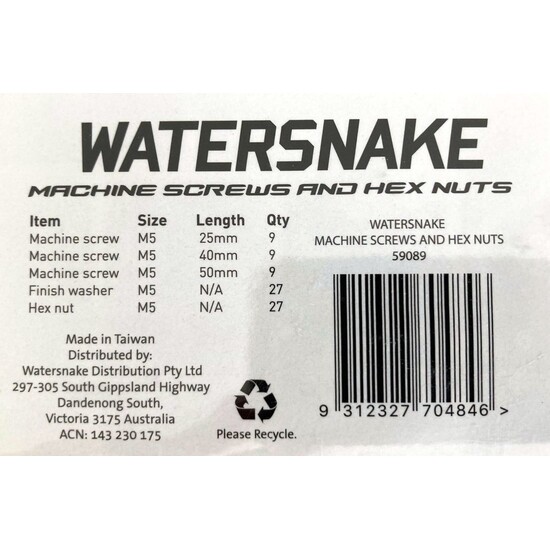 WATERSNAKE
MACHINE SCREWS AND HEX NUTS
Item Size Length Qty
Machine screw M5 25mm 9
Machine screw M5 40mm 9
Machine screw M5 50mm 9
Finish washer M5 N/A 27
Hex nut M5 N/A 27
WATERSNAKE
MACHINE SCREWS AND HEX NUTS
59089
9 312327 704846 >
Made in Taiwan
Distributed by:
Watersnake Distribution Pty Ltd
297-305 South Gippsland Highway
Dandenong South,
Victoria 3175 Australia
ACN: 143 230 175
Please Recycle.